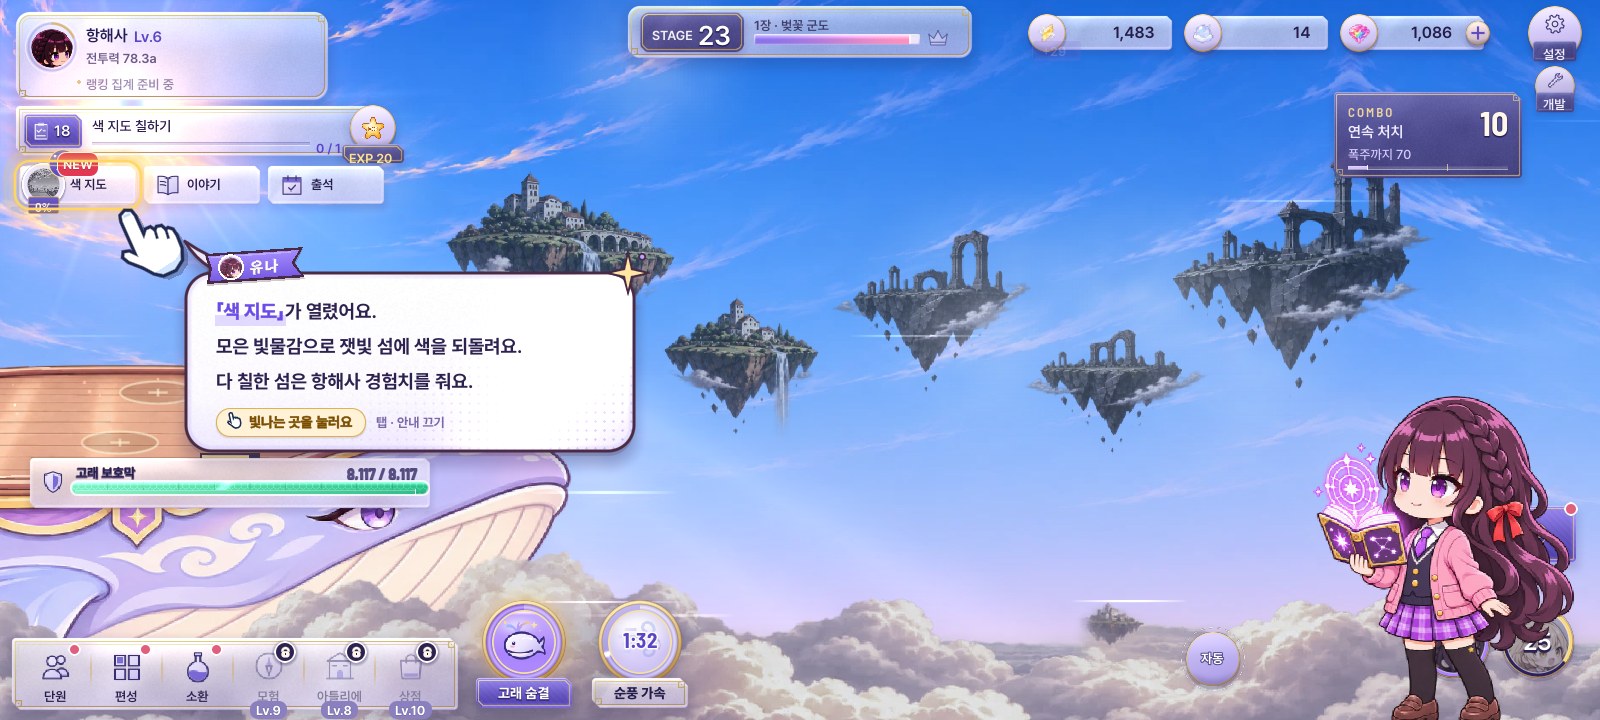 항해사 Lv.6
전투력 78.3a
랭킹 집계 준비 중
STAGE 23
1장 · 벚꽃 군도
1,483
14
1,086
설정
개발
18
색 지도 칠하기
0 / 1
EXP 20
NEW
색 지도
0%
이야기
출석
COMBO
연속 처치
10
폭주까지 70
유나
『색 지도』가 열렸어요.
모은 빛물감으로 잿빛 섬에 색을 되돌려요.
다 칠한 섬은 항해사 경험치를 줘요.
빛나는 곳을 눌러요
탭 · 안내 끄기
고래 보호막
8,117 / 8,117
단원
편성
소환
모험
Lv.9
아틀리에
Lv.8
상점
Lv.10
고래 숨결
1:32
순풍 가속
자동